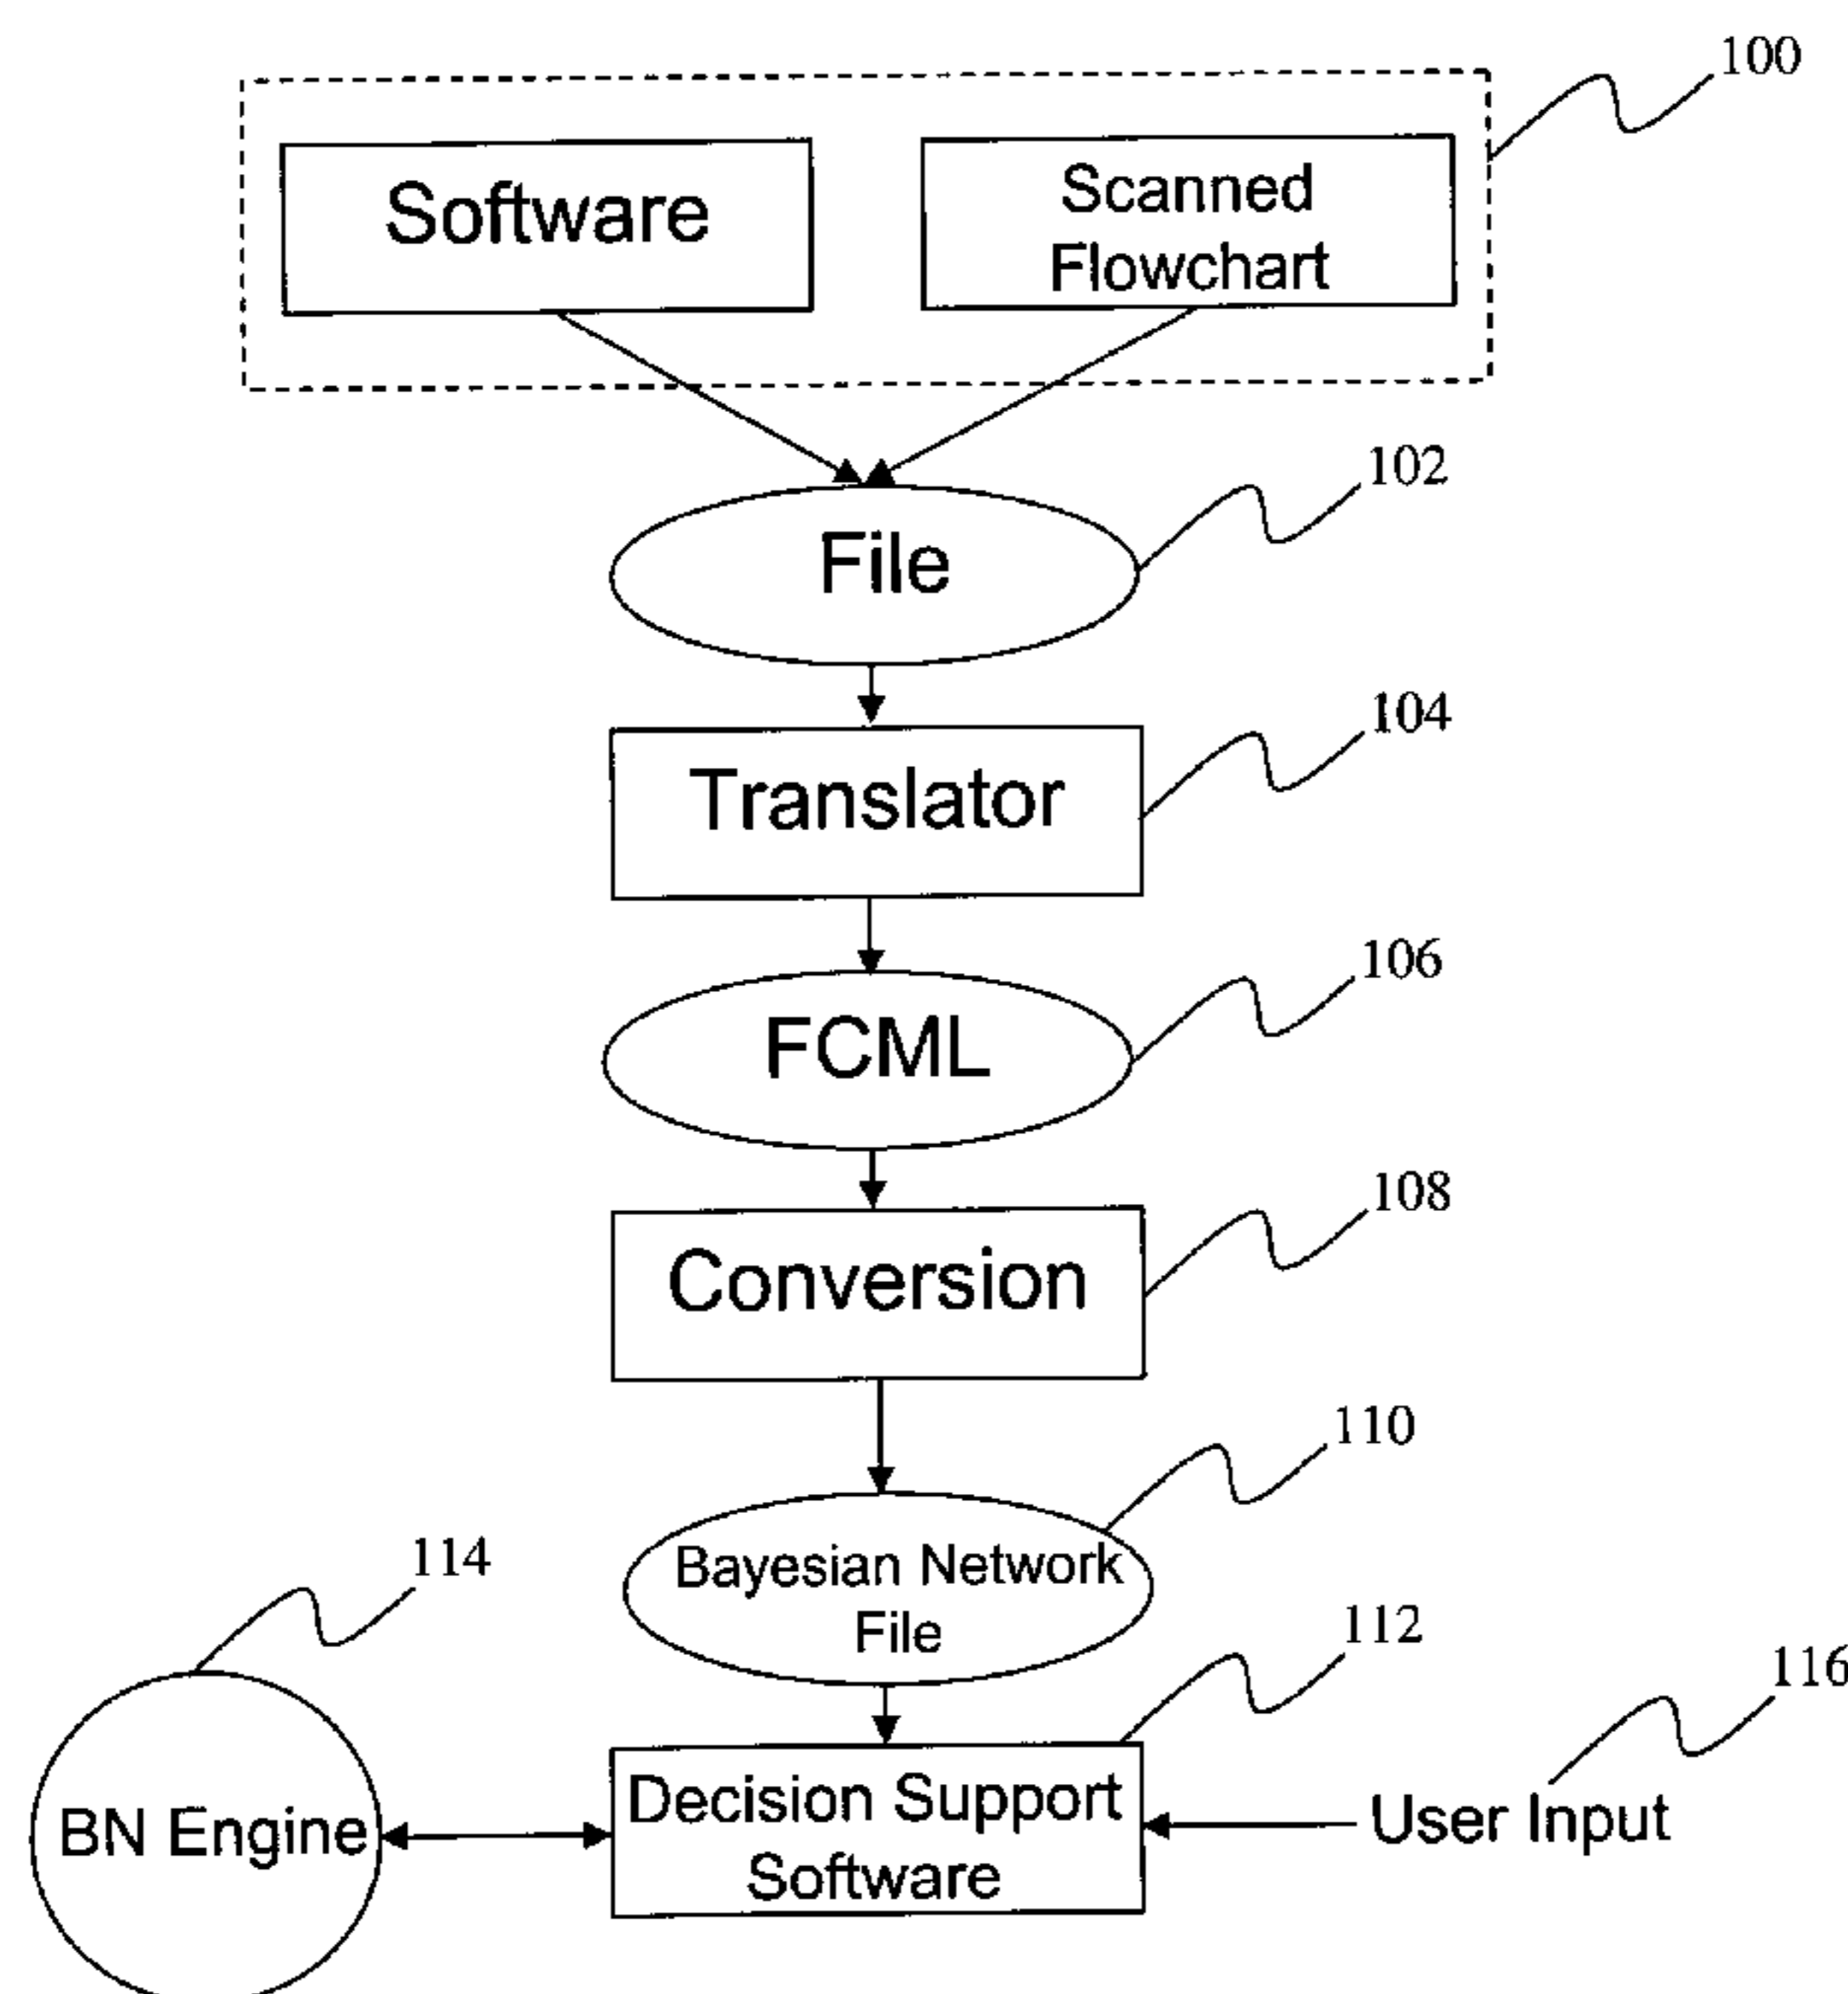 100
Software
Scanned
Flowchart
102
File
104
Translator
106
FCML
108
Conversion
110
Bayesian Network
File
114
112
116
BN Engine
Decision Support
Software
User Input